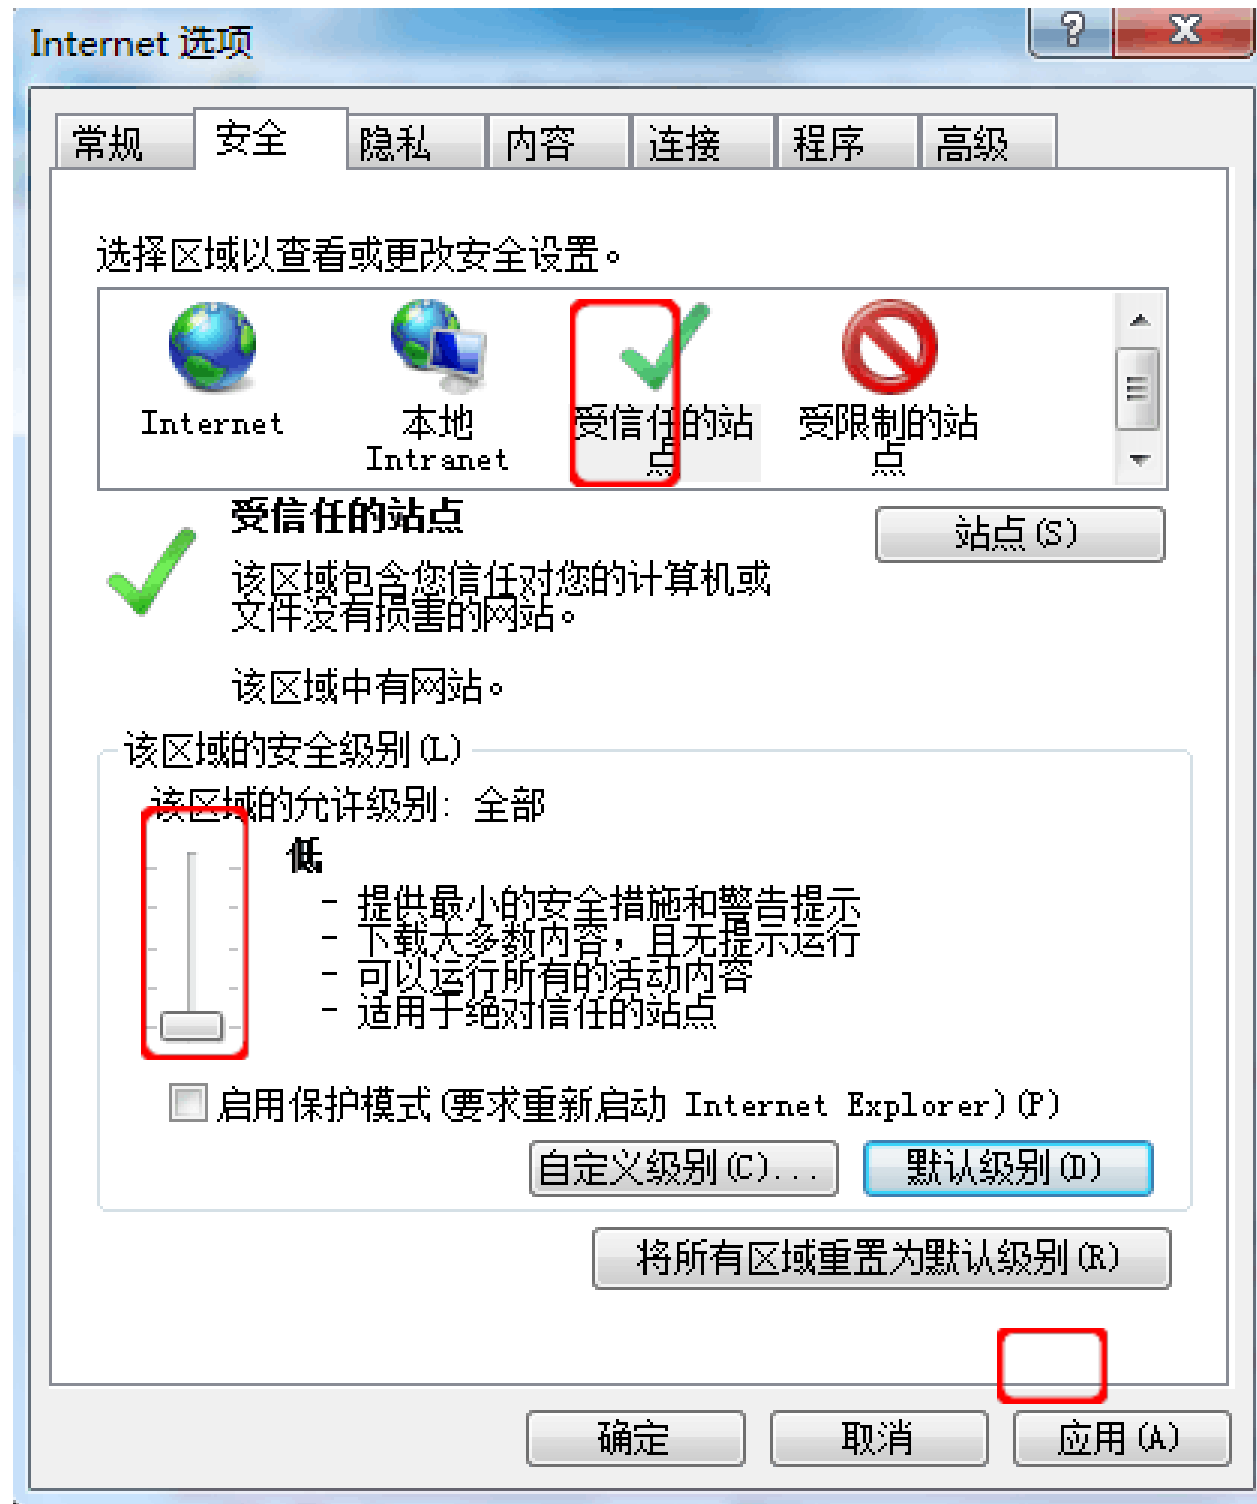 Internet 选项
常规 安全 隐私 内容 连接 程序 高级
选择区域以查看或更改安全设置。
Internet
本地
Intranet
受信任的站
点
受限制的站
点
受信任的站点
站点(S)
该区域包含您信任对您的计算机或
文件没有损害的网站。
该区域中有网站。
该区域的安全级别(L)
该区域的允许级别: 全部
低
- 提供最小的安全措施和警告提示
- 下载大多数内容，且无提示运行
- 可以运行所有的活动内容
- 适用于绝对信任的站点
启用保护模式(要求重新启动 Internet Explorer)(P)
自定义级别(C)... 默认级别(D)
将所有区域重置为默认级别(R)
确定 取消 应用(A)